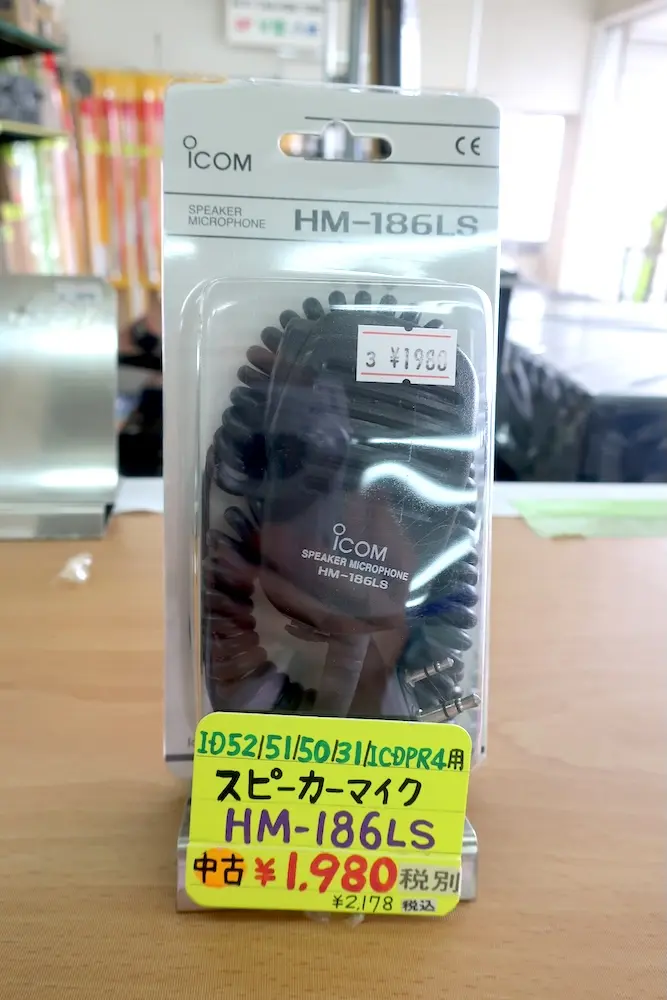 ICOM
CE
SPEAKER
MICROPHONE
HM-186LS
3 ¥1980
ICOM
SPEAKER MICROPHONE
HM-186LS
ID52/51/50/31/ICDPR4用
スピーカーマイク
HM-186LS
中古 ¥1.980 税別
¥2,178 税込